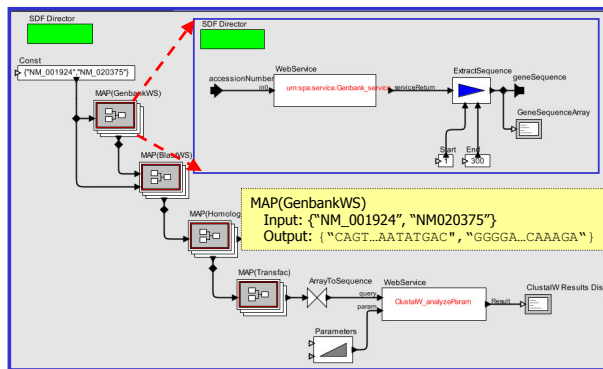 SDF Director
Const
{"NM_001924","NM_020375"}
MAP(GenbankWS)
SDF Director
accessionNumber
in0
WebService
urn:spa.service.Genbank_service
serviceReturn
ExtractSequence
geneSequence
GeneSequenceArray
Start
1
End
300
MAP(BlastWS)
MAP(Homolog
MAP(GenbankWS)
Input: {“NM_001924”, “NM020375”}
Output: {“CAGT…AATATGAC",“GGGGA…CAAAGA“}
MAP(Transfac)
ArrayToSequence
query
param
WebService
ClustalW_analyzeParam
Result
ClustalW Results Dis
Parameters